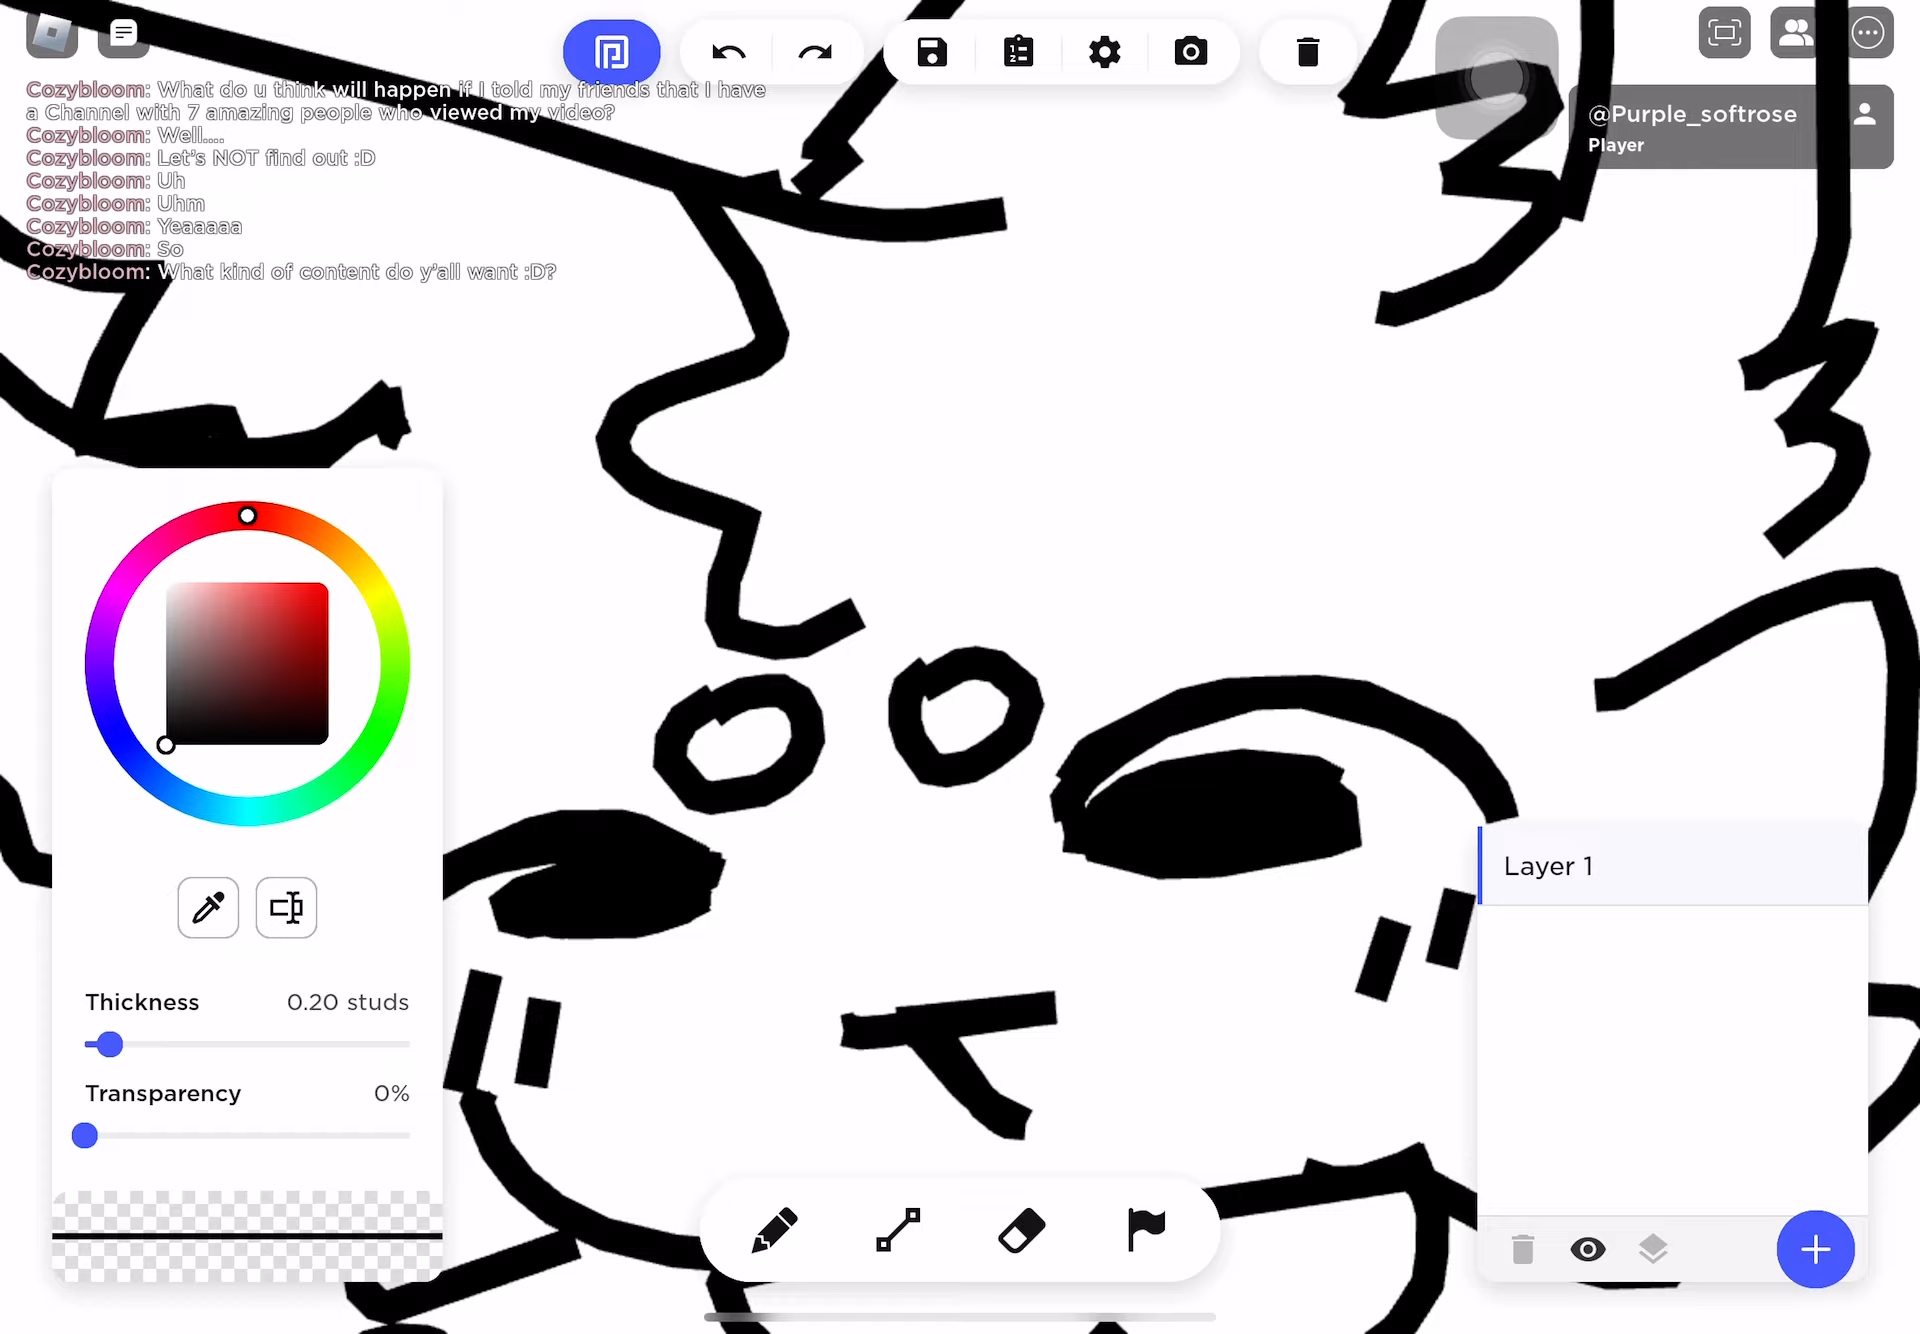 Cozybloom: What do u think will happen if I told my friends that I have
a Channel with 7 amazing people who viewed my video?
Cozybloom: Well....
Cozybloom: Let's NOT find out :D
Cozybloom: Uh
Cozybloom: Uhm
Cozybloom: Yeaaaaa
Cozybloom: So
Cozybloom: What kind of content do y'all want :D?
@Purple_softrose
Player
Layer 1
Thickness 0.20 studs
Transparency 0%